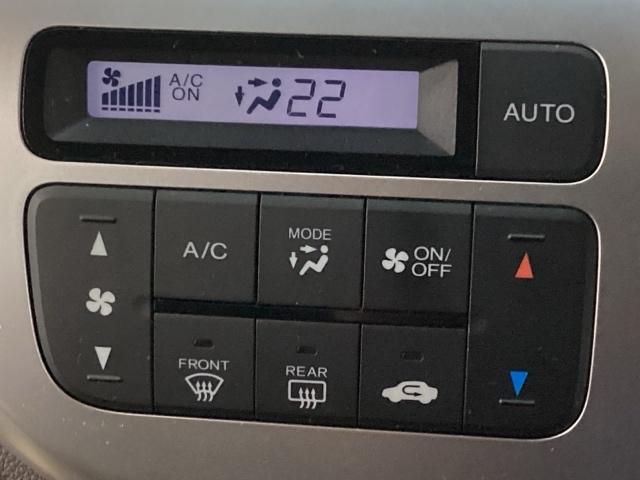 A/C
ON
22
AUTO
A/C
MODE
ON/
OFF
FRONT
REAR